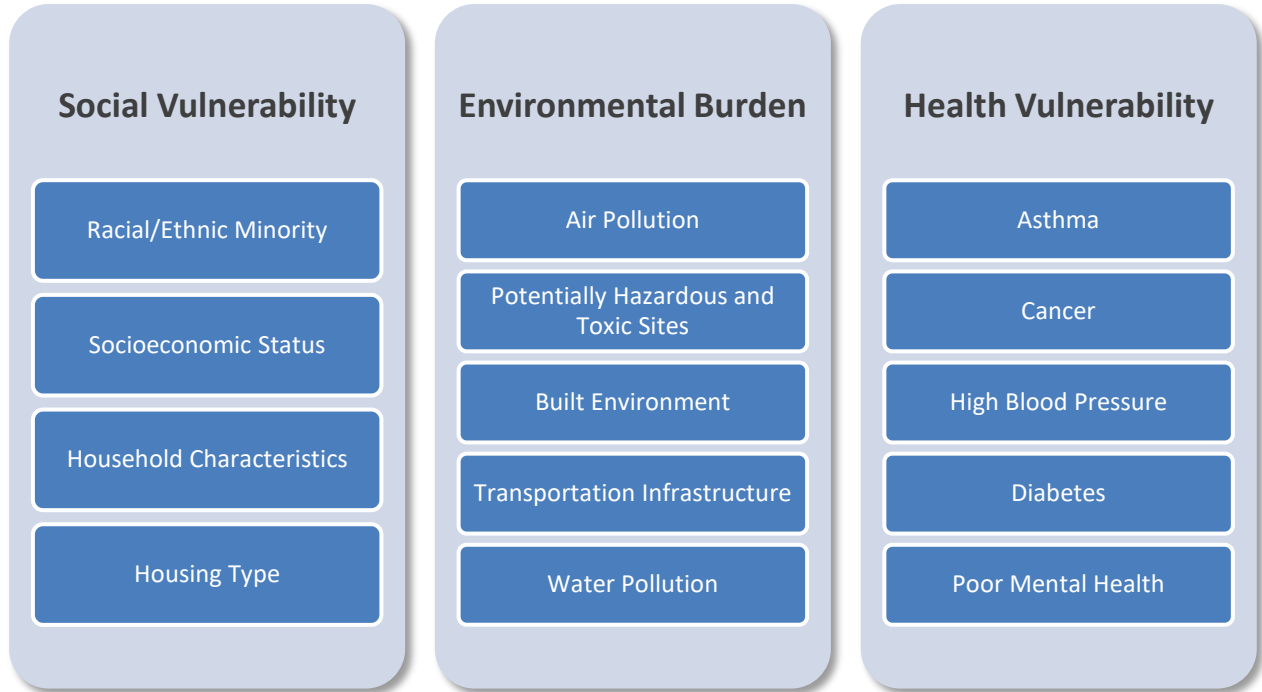 Social Vulnerability
Racial/Ethnic Minority
Socioeconomic Status
Household Characteristics
Housing Type
Environmental Burden
Air Pollution
Potentially Hazardous and
Toxic Sites
Built Environment
Transportation Infrastructure
Water Pollution
Health Vulnerability
Asthma
Cancer
High Blood Pressure
Diabetes
Poor Mental Health